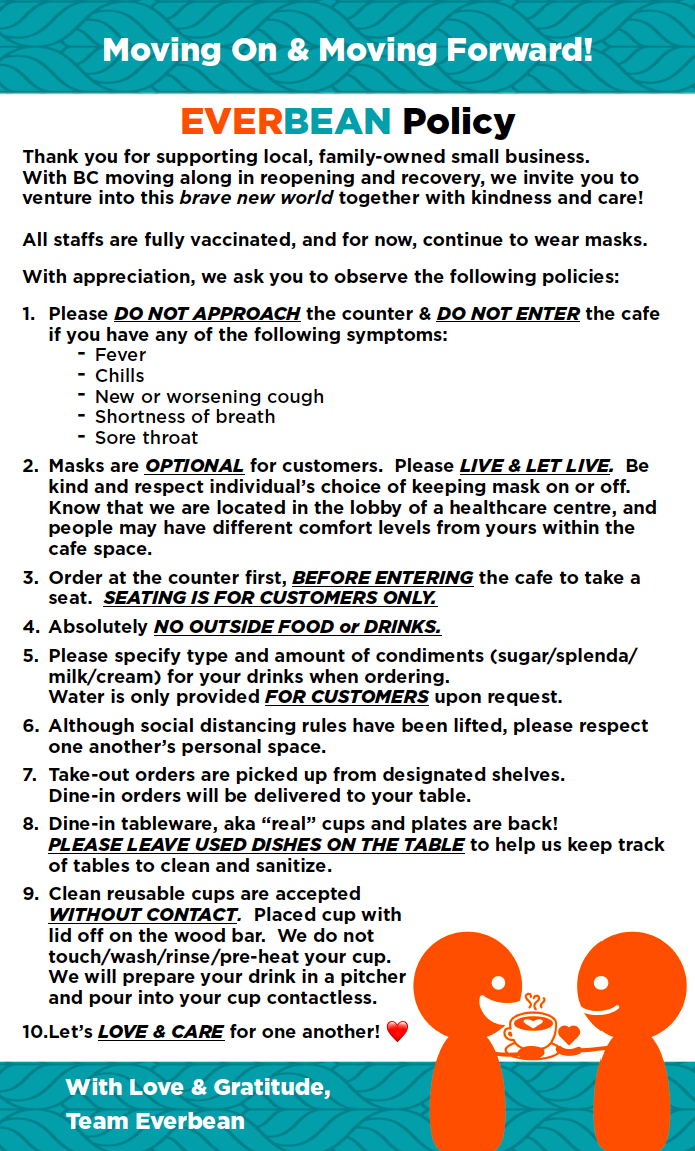 Moving On & Moving Forward!
EVERBEAN Policy
Thank you for supporting local, family-owned small business.
With BC moving along in reopening and recovery, we invite you to
venture into this brave new world together with kindness and care!
All staffs are fully vaccinated, and for now, continue to wear masks.
With appreciation, we ask you to observe the following policies:
1. Please DO NOT APPROACH the counter & DO NOT ENTER the cafe
if you have any of the following symptoms:
- Fever
- Chills
- New or worsening cough
- Shortness of breath
- Sore throat
2. Masks are OPTIONAL for customers. Please LIVE & LET LIVE. Be
kind and respect individual's choice of keeping mask on or off.
Know that we are located in the lobby of a healthcare centre, and
people may have different comfort levels from yours within the
cafe space.
3. Order at the counter first, BEFORE ENTERING the cafe to take a
seat. SEATING IS FOR CUSTOMERS ONLY.
4. Absolutely NO OUTSIDE FOOD or DRINKS.
5. Please specify type and amount of condiments (sugar/splenda/
milk/cream) for your drinks when ordering.
Water is only provided FOR CUSTOMERS upon request.
6. Although social distancing rules have been lifted, please respect
one another's personal space.
7. Take-out orders are picked up from designated shelves.
Dine-in orders will be delivered to your table.
8. Dine-in tableware, aka “real” cups and plates are back!
PLEASE LEAVE USED DISHES ON THE TABLE to help us keep track
of tables to clean and sanitize.
9. Clean reusable cups are accepted
WITHOUT CONTACT. Placed cup with
lid off on the wood bar. We do not
touch/wash/rinse/pre-heat your cup.
We will prepare your drink in a pitcher
and pour into your cup contactless.
10.Let's LOVE & CARE for one another! ❤️
With Love & Gratitude,
Team Everbean